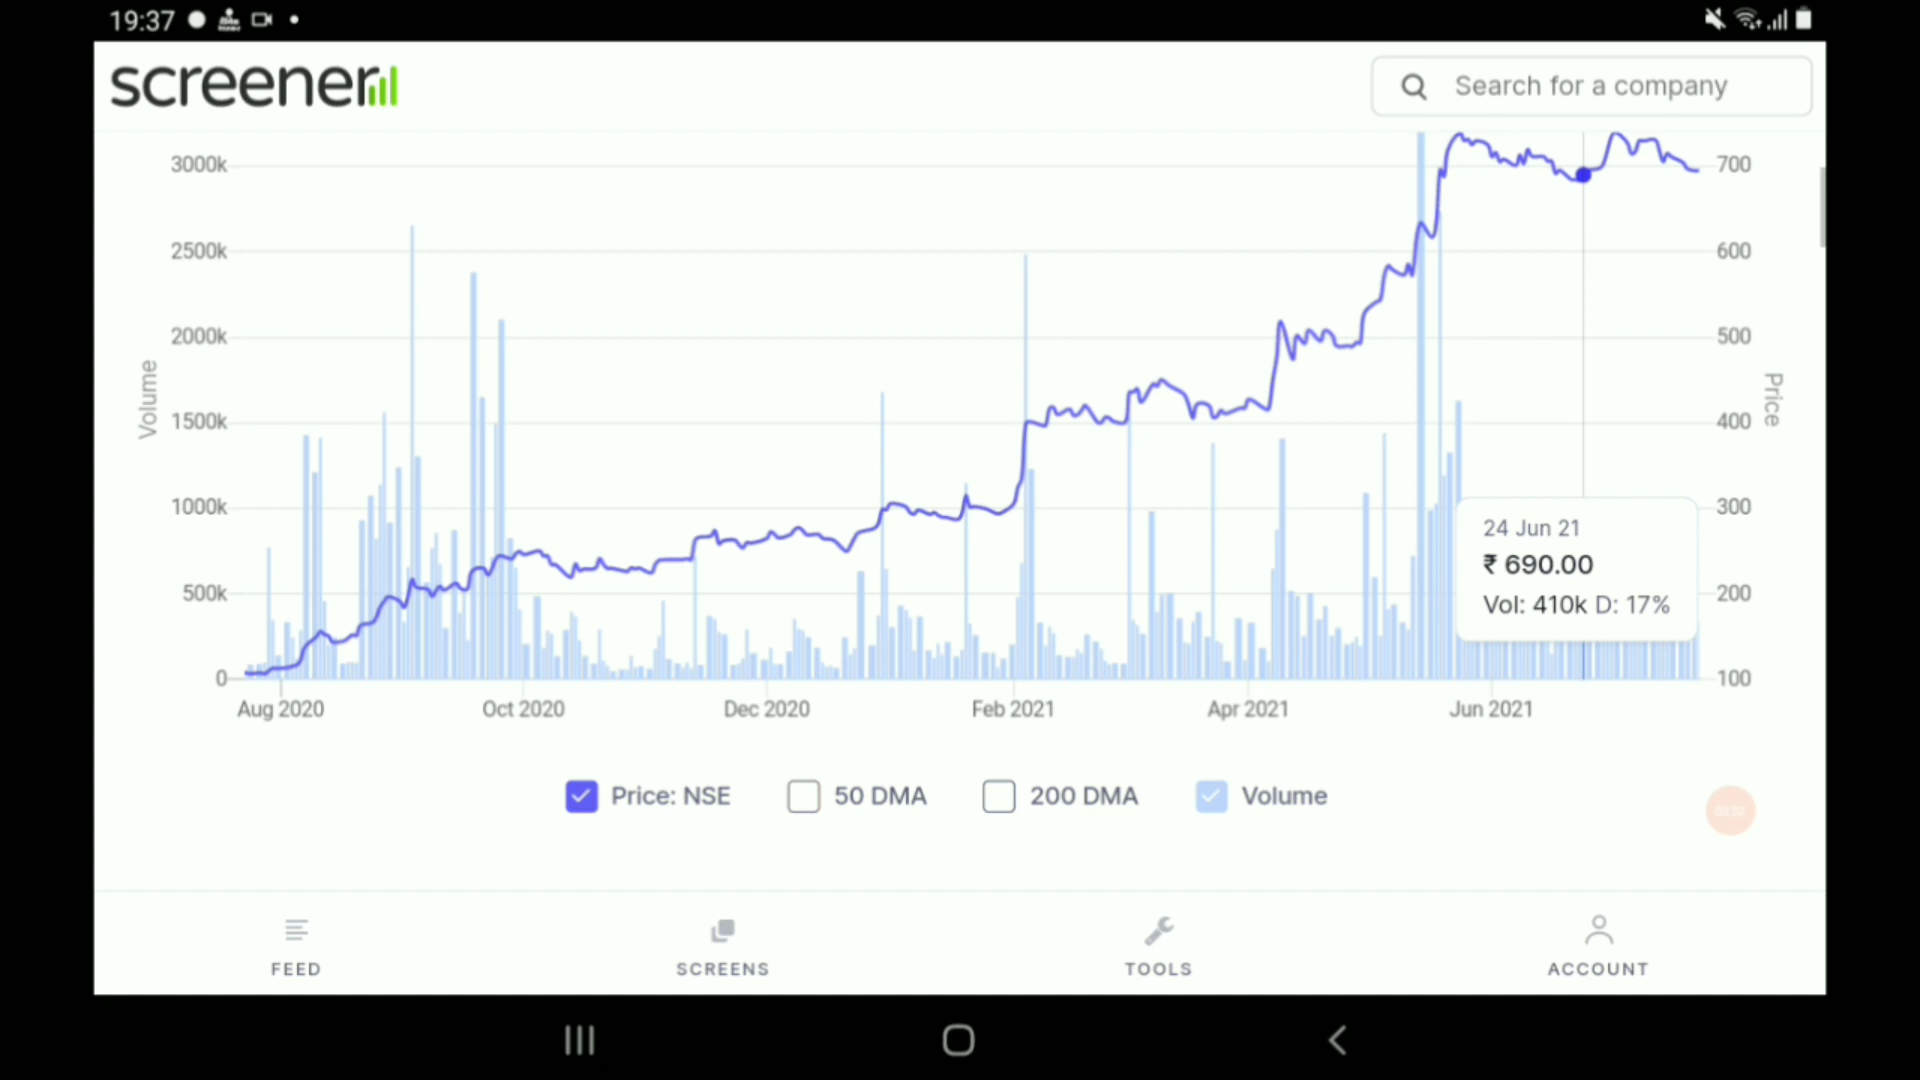 19:37
screener
Search for a company
3000k
700
2500k
600
2000k
500
1500k
400
1000k
300
500k
200
0
100
Volume
Price
24 Jun 21
₹ 690.00
Vol: 410k D: 17%
Aug 2020 Oct 2020 Dec 2020 Feb 2021 Apr 2021 Jun 2021
Price: NSE 50 DMA 200 DMA Volume
FEED SCREENS TOOLS ACCOUNT